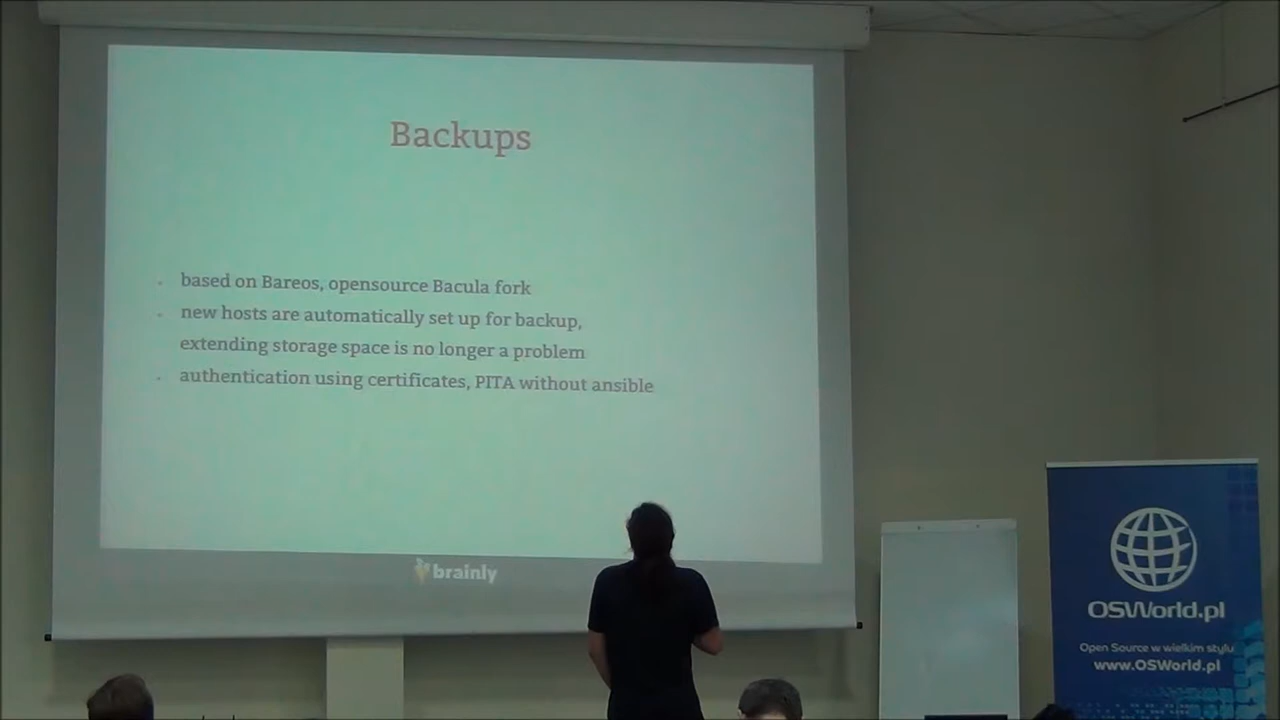 Backups
based on Bareos, opensource Bacula fork
new hosts are automatically set up for backup,
extending storage space is no longer a problem
authentication using certificates, PITA without ansible
brainly
OSWorld.pl
Open Source w wielkim stylu
www.OSWorld.pl